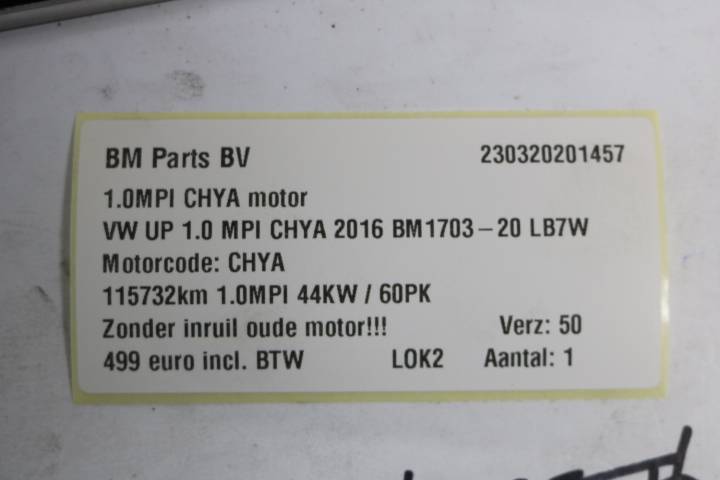 BM Parts BV 230320201457
1.0MPI CHYA motor
VW UP 1.0 MPI CHYA 2016 BM1703-20 LB7W
Motorcode: CHYA
115732km 1.0MPI 44KW / 60PK
Zonder inruil oude motor!!! Verz: 50
499 euro incl. BTW LOK2 Aantal: 1